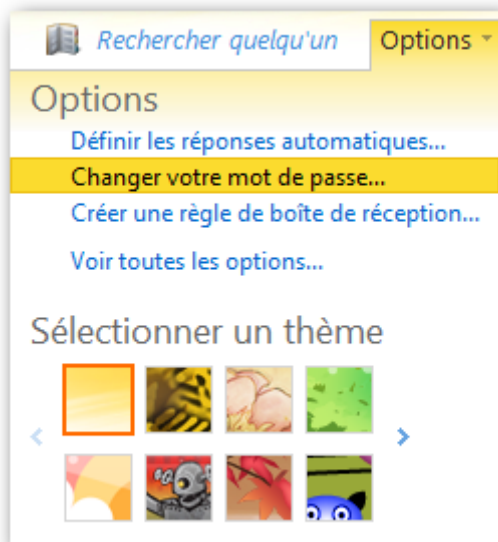 Rechercher quelqu'un Options
Options
Définir les réponses automatiques...
Changer votre mot de passe...
Créer une règle de boîte de réception...
Voir toutes les options...
Sélectionner un thème